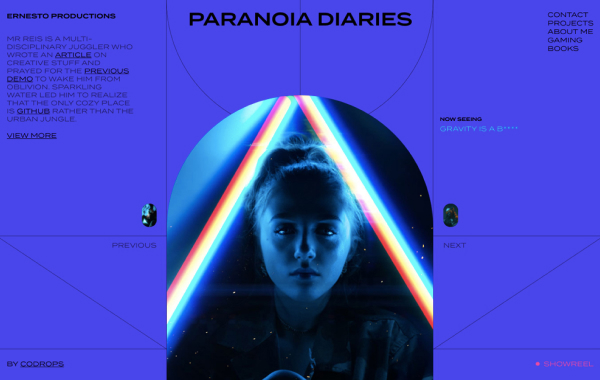 ERNESTO PRODUCTIONS
MR REIS IS A MULTI-
DISCIPLINARY JUGGLER WHO
WROTE AN ARTICLE ON
CREATIVE STUFF AND
PRAYED FOR THE PREVIOUS
DEMO TO WAKE HIM FROM
OBLIVION. SPARKLING
WATER LED HIM TO REALIZE
THAT THE ONLY COZY PLACE
IS GITHUB RATHER THAN THE
URBAN JUNGLE.
VIEW MORE
PARANOIA DIARIES
CONTACT
PROJECTS
ABOUT ME
GAMING
BOOKS
NOW SEEING
GRAVITY IS A B****
PREVIOUS
NEXT
BY CODROPS
SHOWREEL